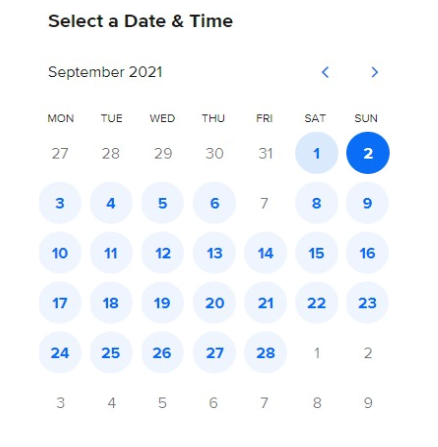 Select a Date & Time
September 2021
MON TUE WED THU FRI SAT SUN
27 28 29 30 31 1 2
3 4 5 6 7 8 9
10 11 12 13 14 15 16
17 18 19 20 21 22 23
24 25 26 27 28 1 2
3 4 5 6 7 8 9